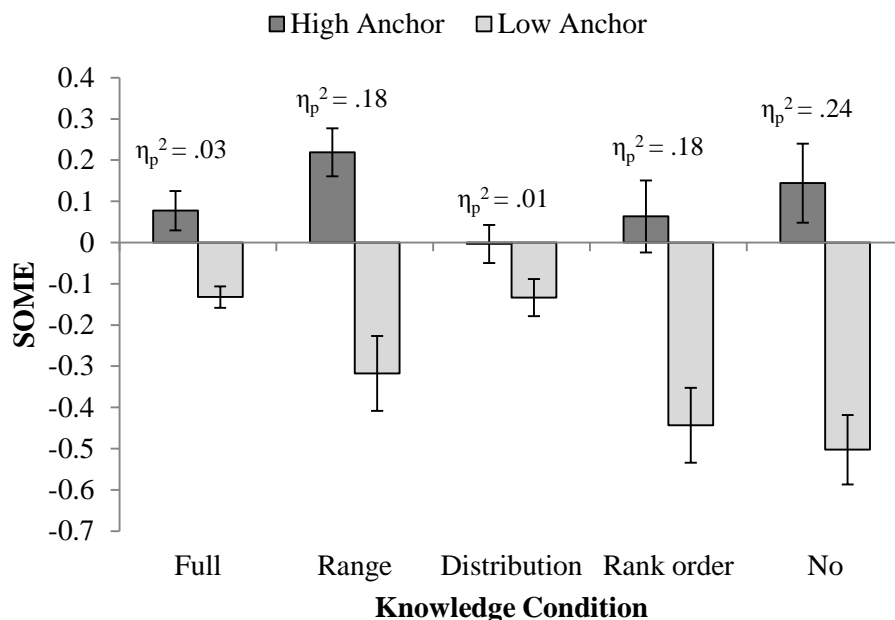 High Anchor Low Anchor
0.4
0.3
0.2
0.1
0
-0.1
-0.2
-0.3
-0.4
-0.5
-0.6
-0.7
SOME
ηp² = .03
ηp² = .18
ηp² = .01
ηp² = .18
ηp² = .24
Full Range Distribution Rank order No
Knowledge Condition